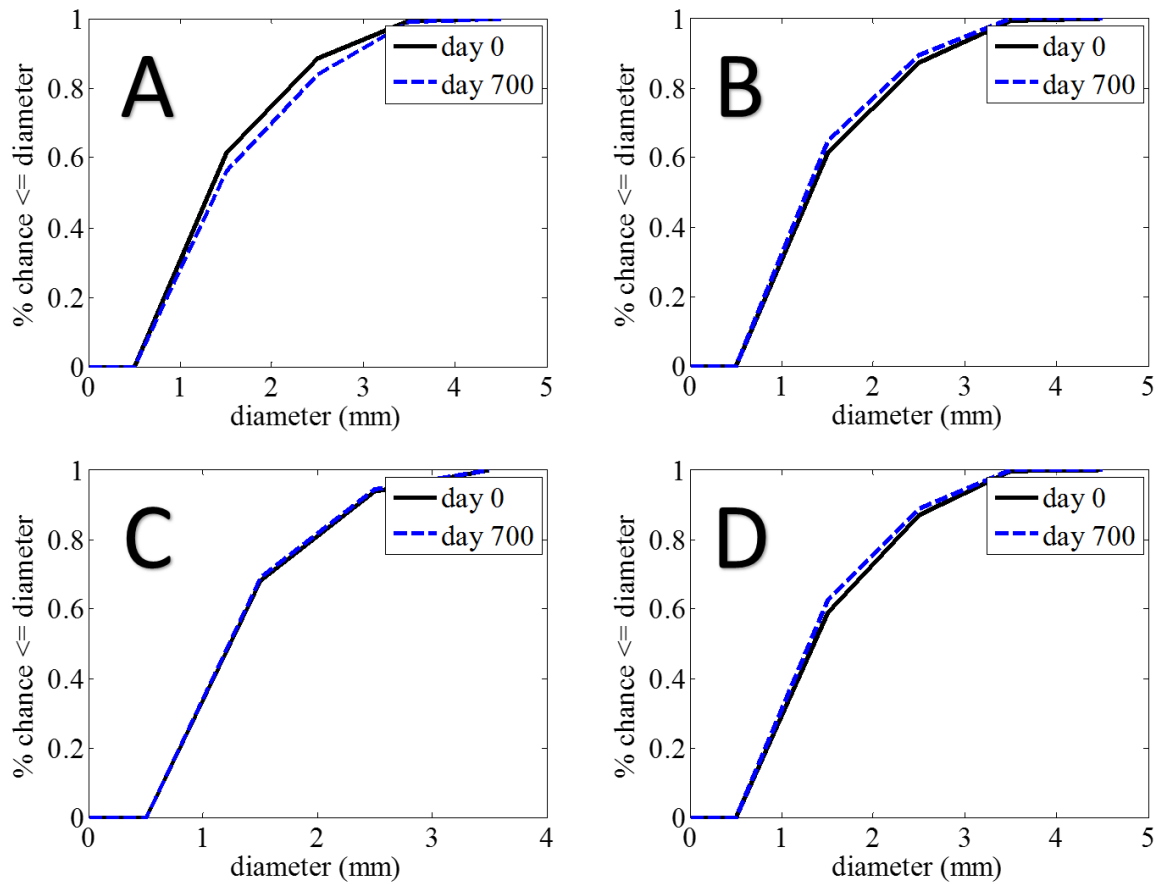 A
% chance <= diameter
1
0.8
0.6
0.4
0.2
0
day 0
day 700
0 1 2 3 4 5
diameter (mm)
B
% chance <= diameter
1
0.8
0.6
0.4
0.2
0
day 0
day 700
0 1 2 3 4 5
diameter (mm)
C
% chance <= diameter
1
0.8
0.6
0.4
0.2
0
day 0
day 700
0 1 2 3 4
diameter (mm)
D
% chance <= diameter
1
0.8
0.6
0.4
0.2
0
day 0
day 700
0 1 2 3 4 5
diameter (mm)